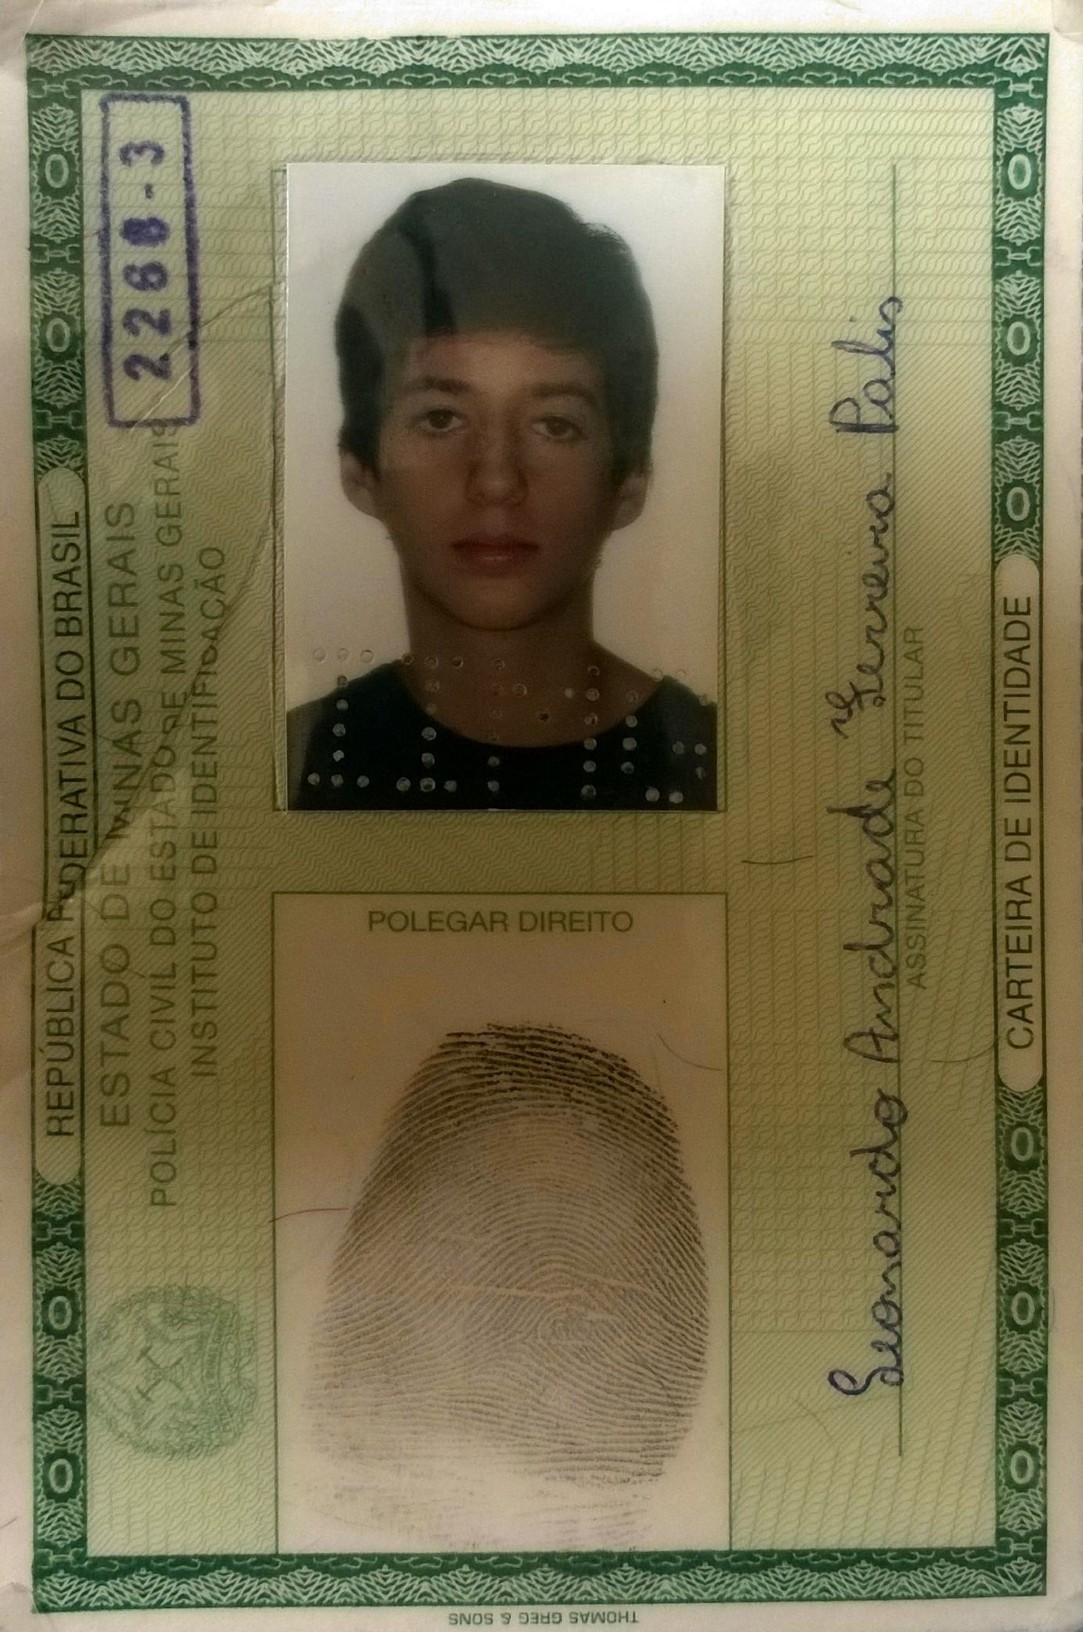 2268-3
REPÚBLICA FEDERATIVA DO BRASIL
ESTADO DE MINAS GERAIS
POLÍCIA CIVIL DO ESTADO DE MINAS GERAIS
INSTITUTO DE IDENTIFICAÇÃO
POLEGAR DIREITO
Leonardo Andrade Ferreira Palis
ASSINATURA DO TITULAR
CARTEIRA DE IDENTIDADE
THOMAS GREG & SONS